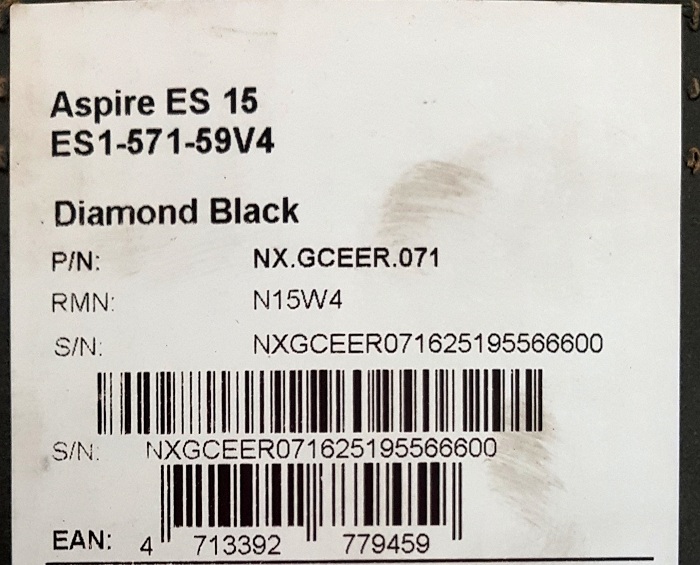 Aspire ES 15
ES1-571-59V4
Diamond Black
P/N: NX.GCEER.071
RMN: N15W4
S/N: NXGCEER071625195566600
S/N: NXGCEER071625195566600
EAN: 4 713392 779459